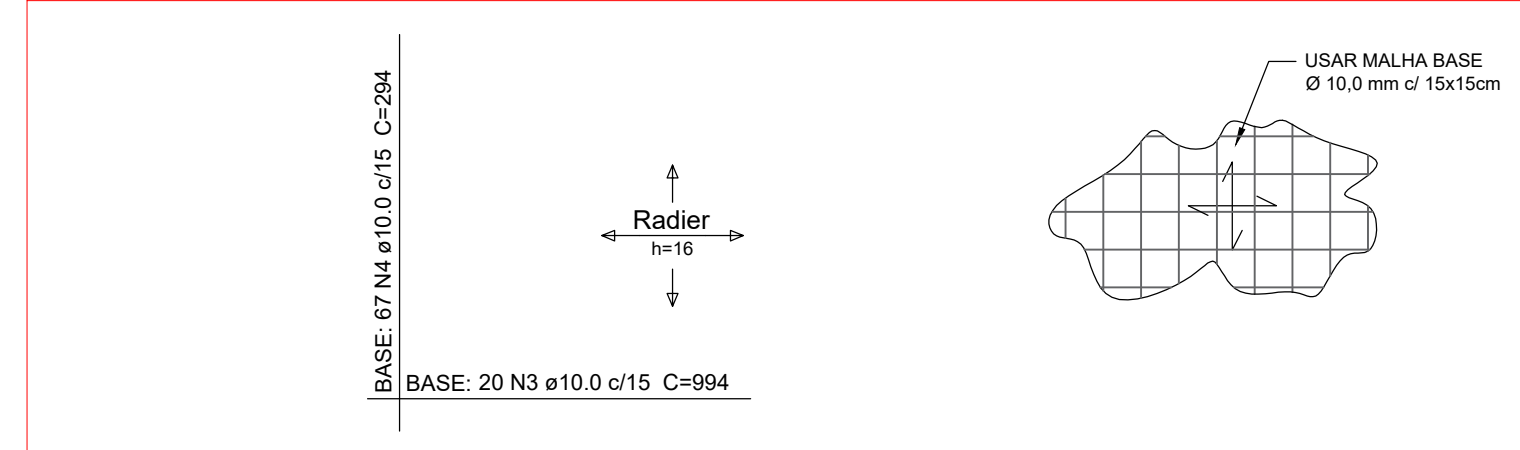 BASE: 67 N4 ø10.0 c/15 C=294
Radier
h=16
BASE: 20 N3 ø10.0 c/15 C=994
USAR MALHA BASE
Ø 10,0 mm c/ 15x15cm